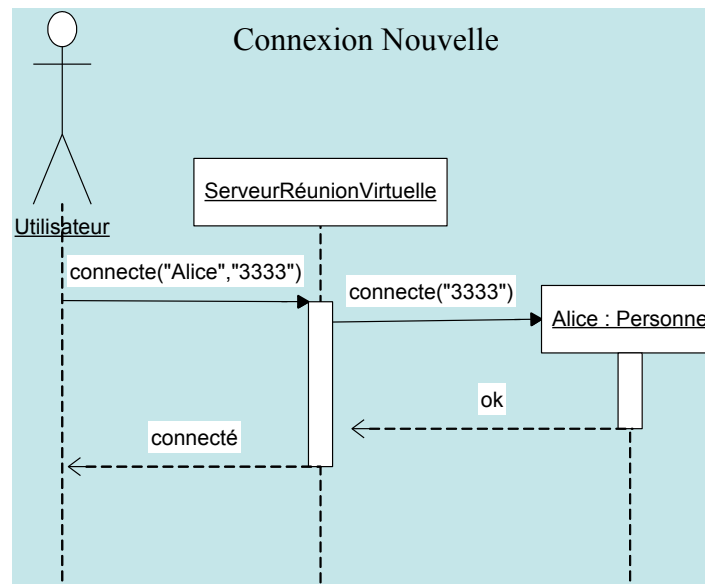 Connexion Nouvelle
ServeurRéunionVirtuelle
Utilisateur
connecte("Alice","3333")
connecte("3333")
Alice : Personne
ok
connecté